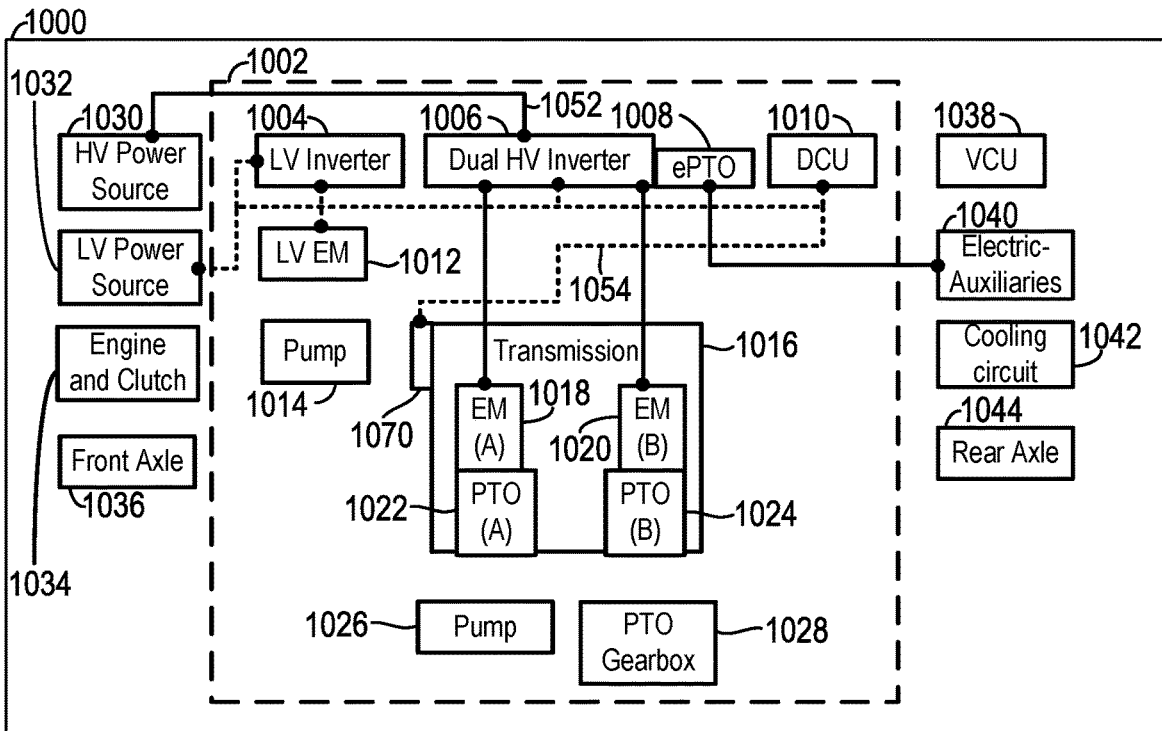 1000
1032
1002
1052
1030
1004
1006
1008
1010
1038
HV Power
Source
LV Inverter
Dual HV Inverter
ePTO
DCU
VCU
LV Power
Source
LV EM
1012
1054
1040
Electric-
Auxiliaries
Engine
and Clutch
Pump
1014
1070
Transmission
1016
Cooling
circuit
1042
EM
(A)
1018
1020
EM
(B)
1044
Rear Axle
Front Axle
1036
1022
PTO
(A)
PTO
(B)
1024
1034
1026
Pump
PTO
Gearbox
1028